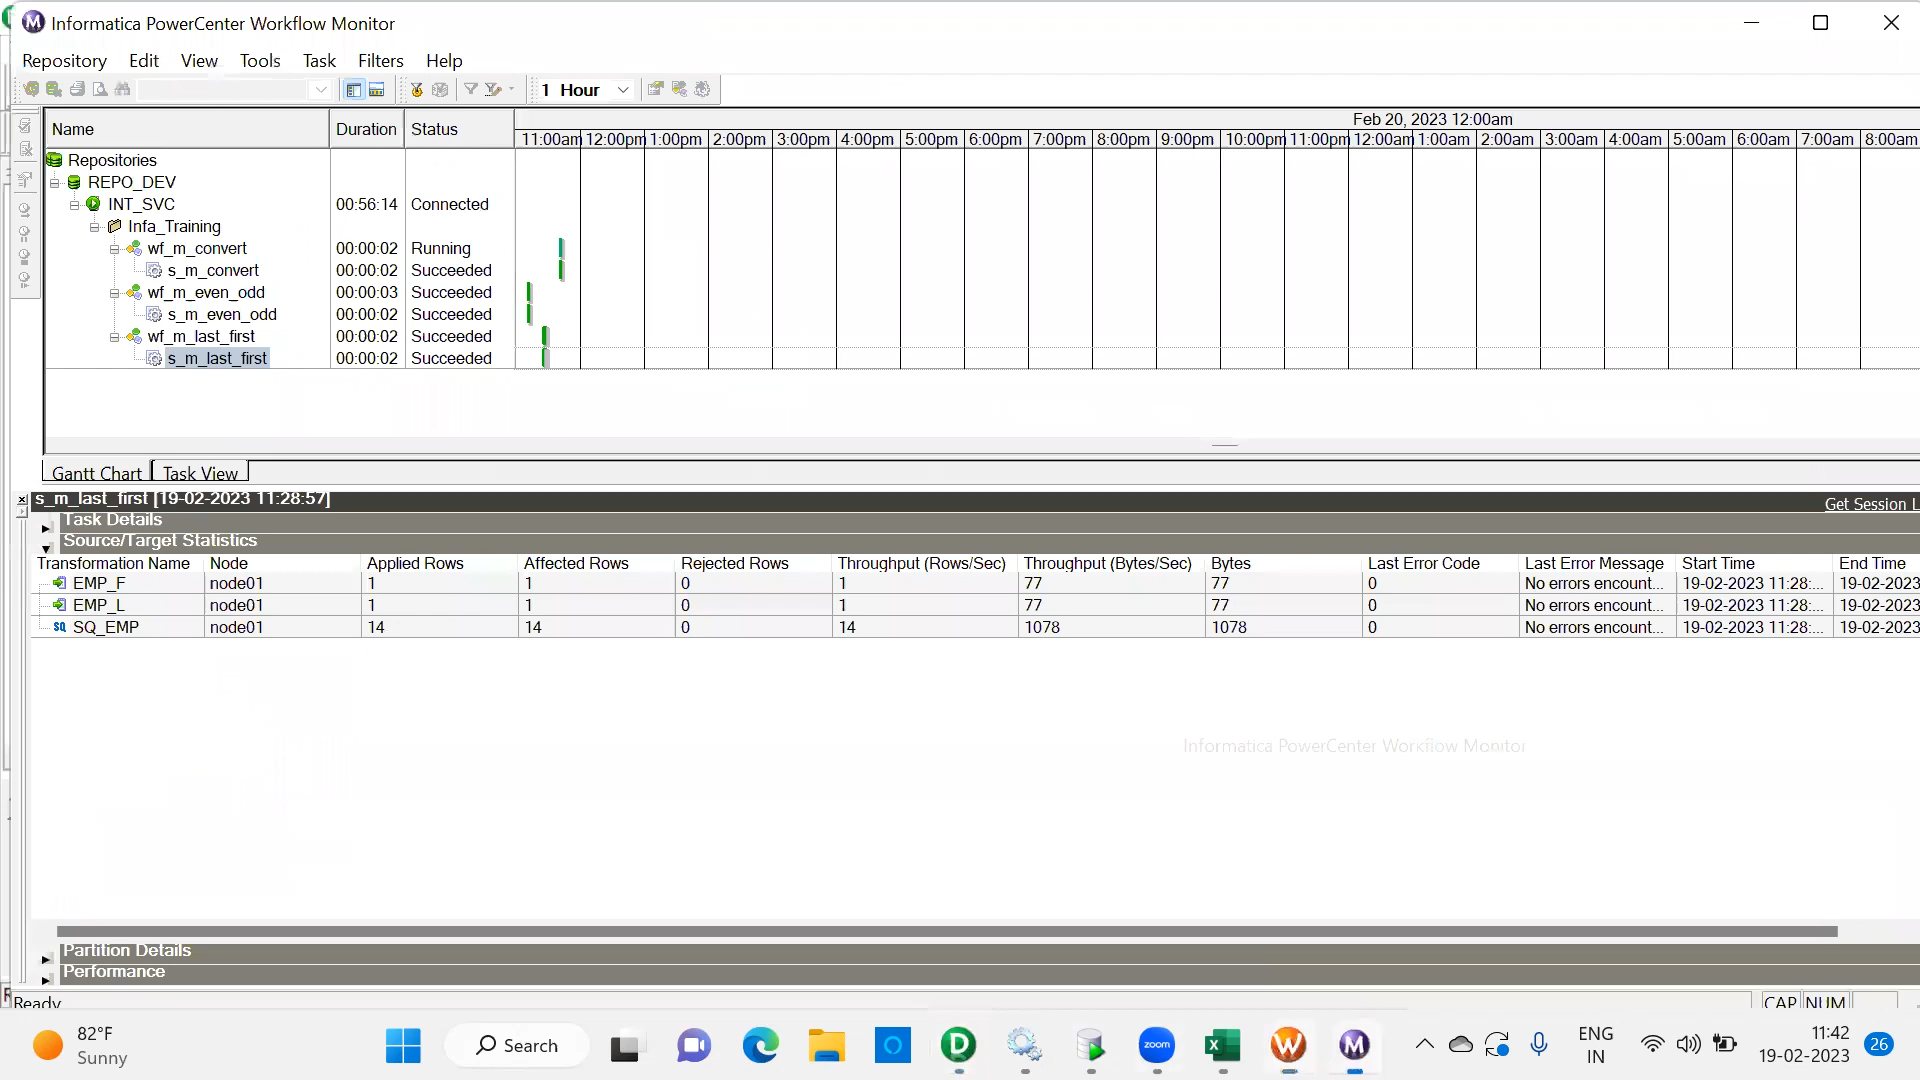 Informatica PowerCenter Workflow Monitor
Repository Edit View Tools Task Filters Help
1 Hour
Name Duration Status
Feb 20, 2023 12:00am
11:00am 12:00pm 1:00pm 2:00pm 3:00pm 4:00pm 5:00pm 6:00pm 7:00pm 8:00pm 9:00pm 10:00pm 11:00pm 12:00am 1:00am 2:00am 3:00am 4:00am 5:00am 6:00am 7:00am 8:00am
Repositories
REPO_DEV
INT_SVC 00:56:14 Connected
Infa_Training
wf_m_convert 00:00:02 Running
s_m_convert 00:00:02 Succeeded
wf_m_even_odd 00:00:03 Succeeded
s_m_even_odd 00:00:02 Succeeded
wf_m_last_first 00:00:02 Succeeded
s_m_last_first 00:00:02 Succeeded
Gantt Chart Task View
s_m_last_first [19-02-2023 11:28:57] Get Session L
Task Details
Source/Target Statistics
Transformation Name Node Applied Rows Affected Rows Rejected Rows Throughput (Rows/Sec) Throughput (Bytes/Sec) Bytes Last Error Code Last Error Message Start Time End Time
EMP_F node01 1 1 0 1 77 77 0 No errors encount... 19-02-2023 11:28:... 19-02-2023
EMP_L node01 1 1 0 1 77 77 0 No errors encount... 19-02-2023 11:28:... 19-02-2023
SQ SQ_EMP node01 14 14 0 14 1078 1078 0 No errors encount... 19-02-2023 11:28:... 19-02-2023
Informatica PowerCenter Workflow Monitor
Partition Details
Performance
Ready CAP NUM
82°F
Sunny
Search
zoom
ENG
IN
11:42
19-02-2023
26